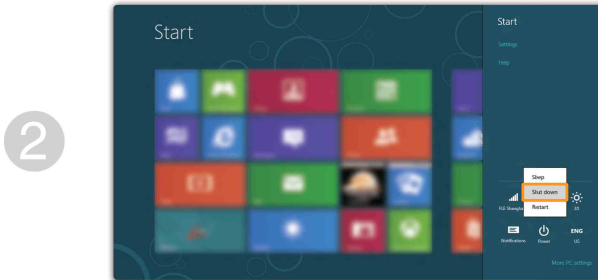 2
Start
Start
Settings
Help
Sleep
Shut down
Restart
Notifications
Power
ENG
US
More PC settings